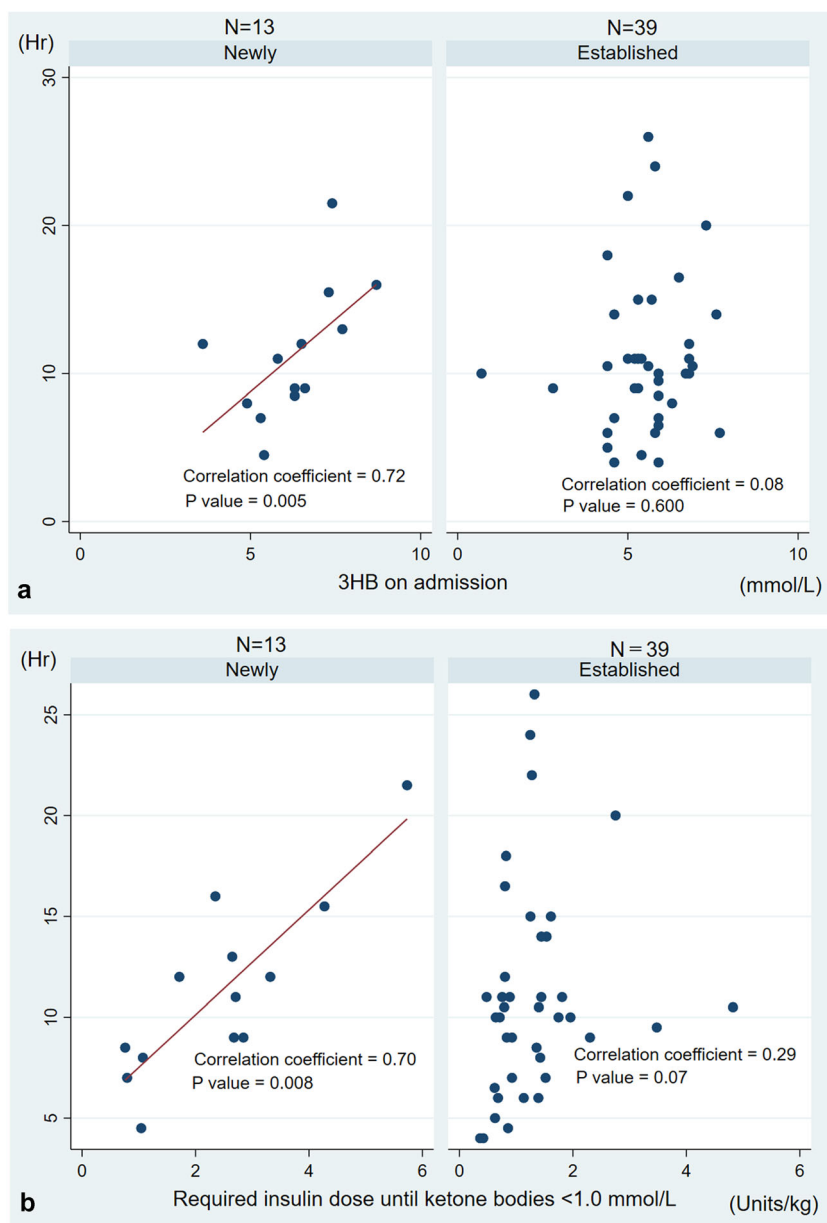 N=13 N=39
(Hr)
Newly Established
30
20
10
0
Correlation coefficient = 0.72
P value = 0.005
Correlation coefficient = 0.08
P value = 0.600
0 5 10 0 5 10
a 3HB on admission (mmol/L)
N=13 N=39
(Hr)
Newly Established
25
20
15
10
5
Correlation coefficient = 0.70
P value = 0.008
Correlation coefficient = 0.29
P value = 0.07
0 2 4 6 0 2 4 6
b Required insulin dose until ketone bodies <1.0 mmol/L (Units/kg)